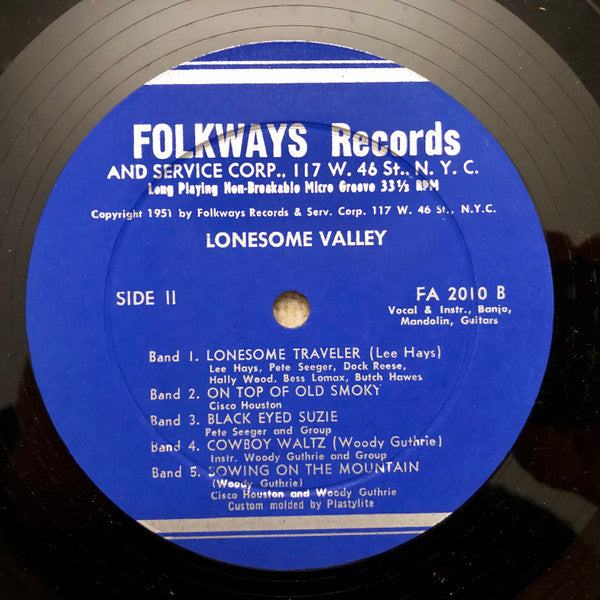 FOLKWAYS Records
AND SERVICE CORP., 117 W. 46 St., N. Y. C.
Long Playing Non-Breakable Micro Groove 33⅓ RPM
Copyright 1951 by Folkways Records & Serv. Corp. 117 W. 46 St., N.Y.C.
LONESOME VALLEY
SIDE II
FA 2010 B
Vocal & Instr., Banjo,
Mandolin, Guitars
Band 1. LONESOME TRAVELER (Lee Hays)
Lee Hays, Pete Seeger, Dock Reese,
Hally Wood, Bess Lomax, Butch Hawes
Band 2. ON TOP OF OLD SMOKY
Cisco Houston
Band 3. BLACK EYED SUZIE
Pete Seeger and Group
Band 4. COWBOY WALTZ (Woody Guthrie)
Instr. Woody Guthrie and Group
Band 5. SOWING ON THE MOUNTAIN
(Woody Guthrie)
Cisco Houston and Woody Guthrie
Custom molded by Plastylite